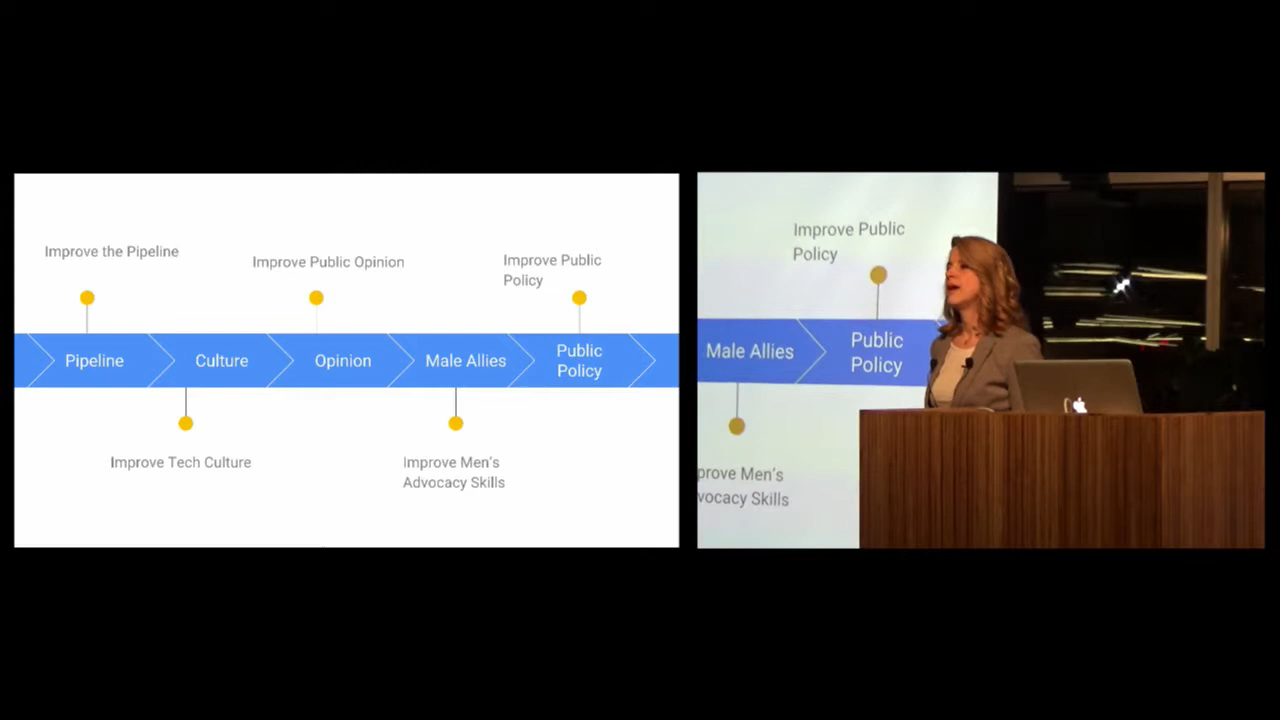 Improve the Pipeline
Improve Public Opinion
Improve Public
Policy
Pipeline
Culture
Opinion
Male Allies
Public
Policy
Improve Tech Culture
Improve Men's
Advocacy Skills
Improve Public
Policy
Male Allies
Public
Policy
prove Men's
vocacy Skills